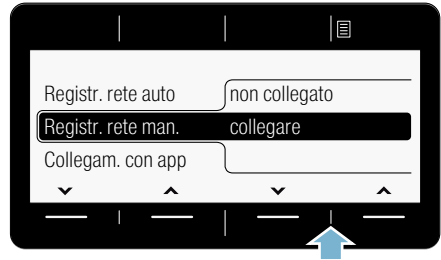 Registr. rete auto non collegato
Registr. rete man. collegare
Collegam. con app